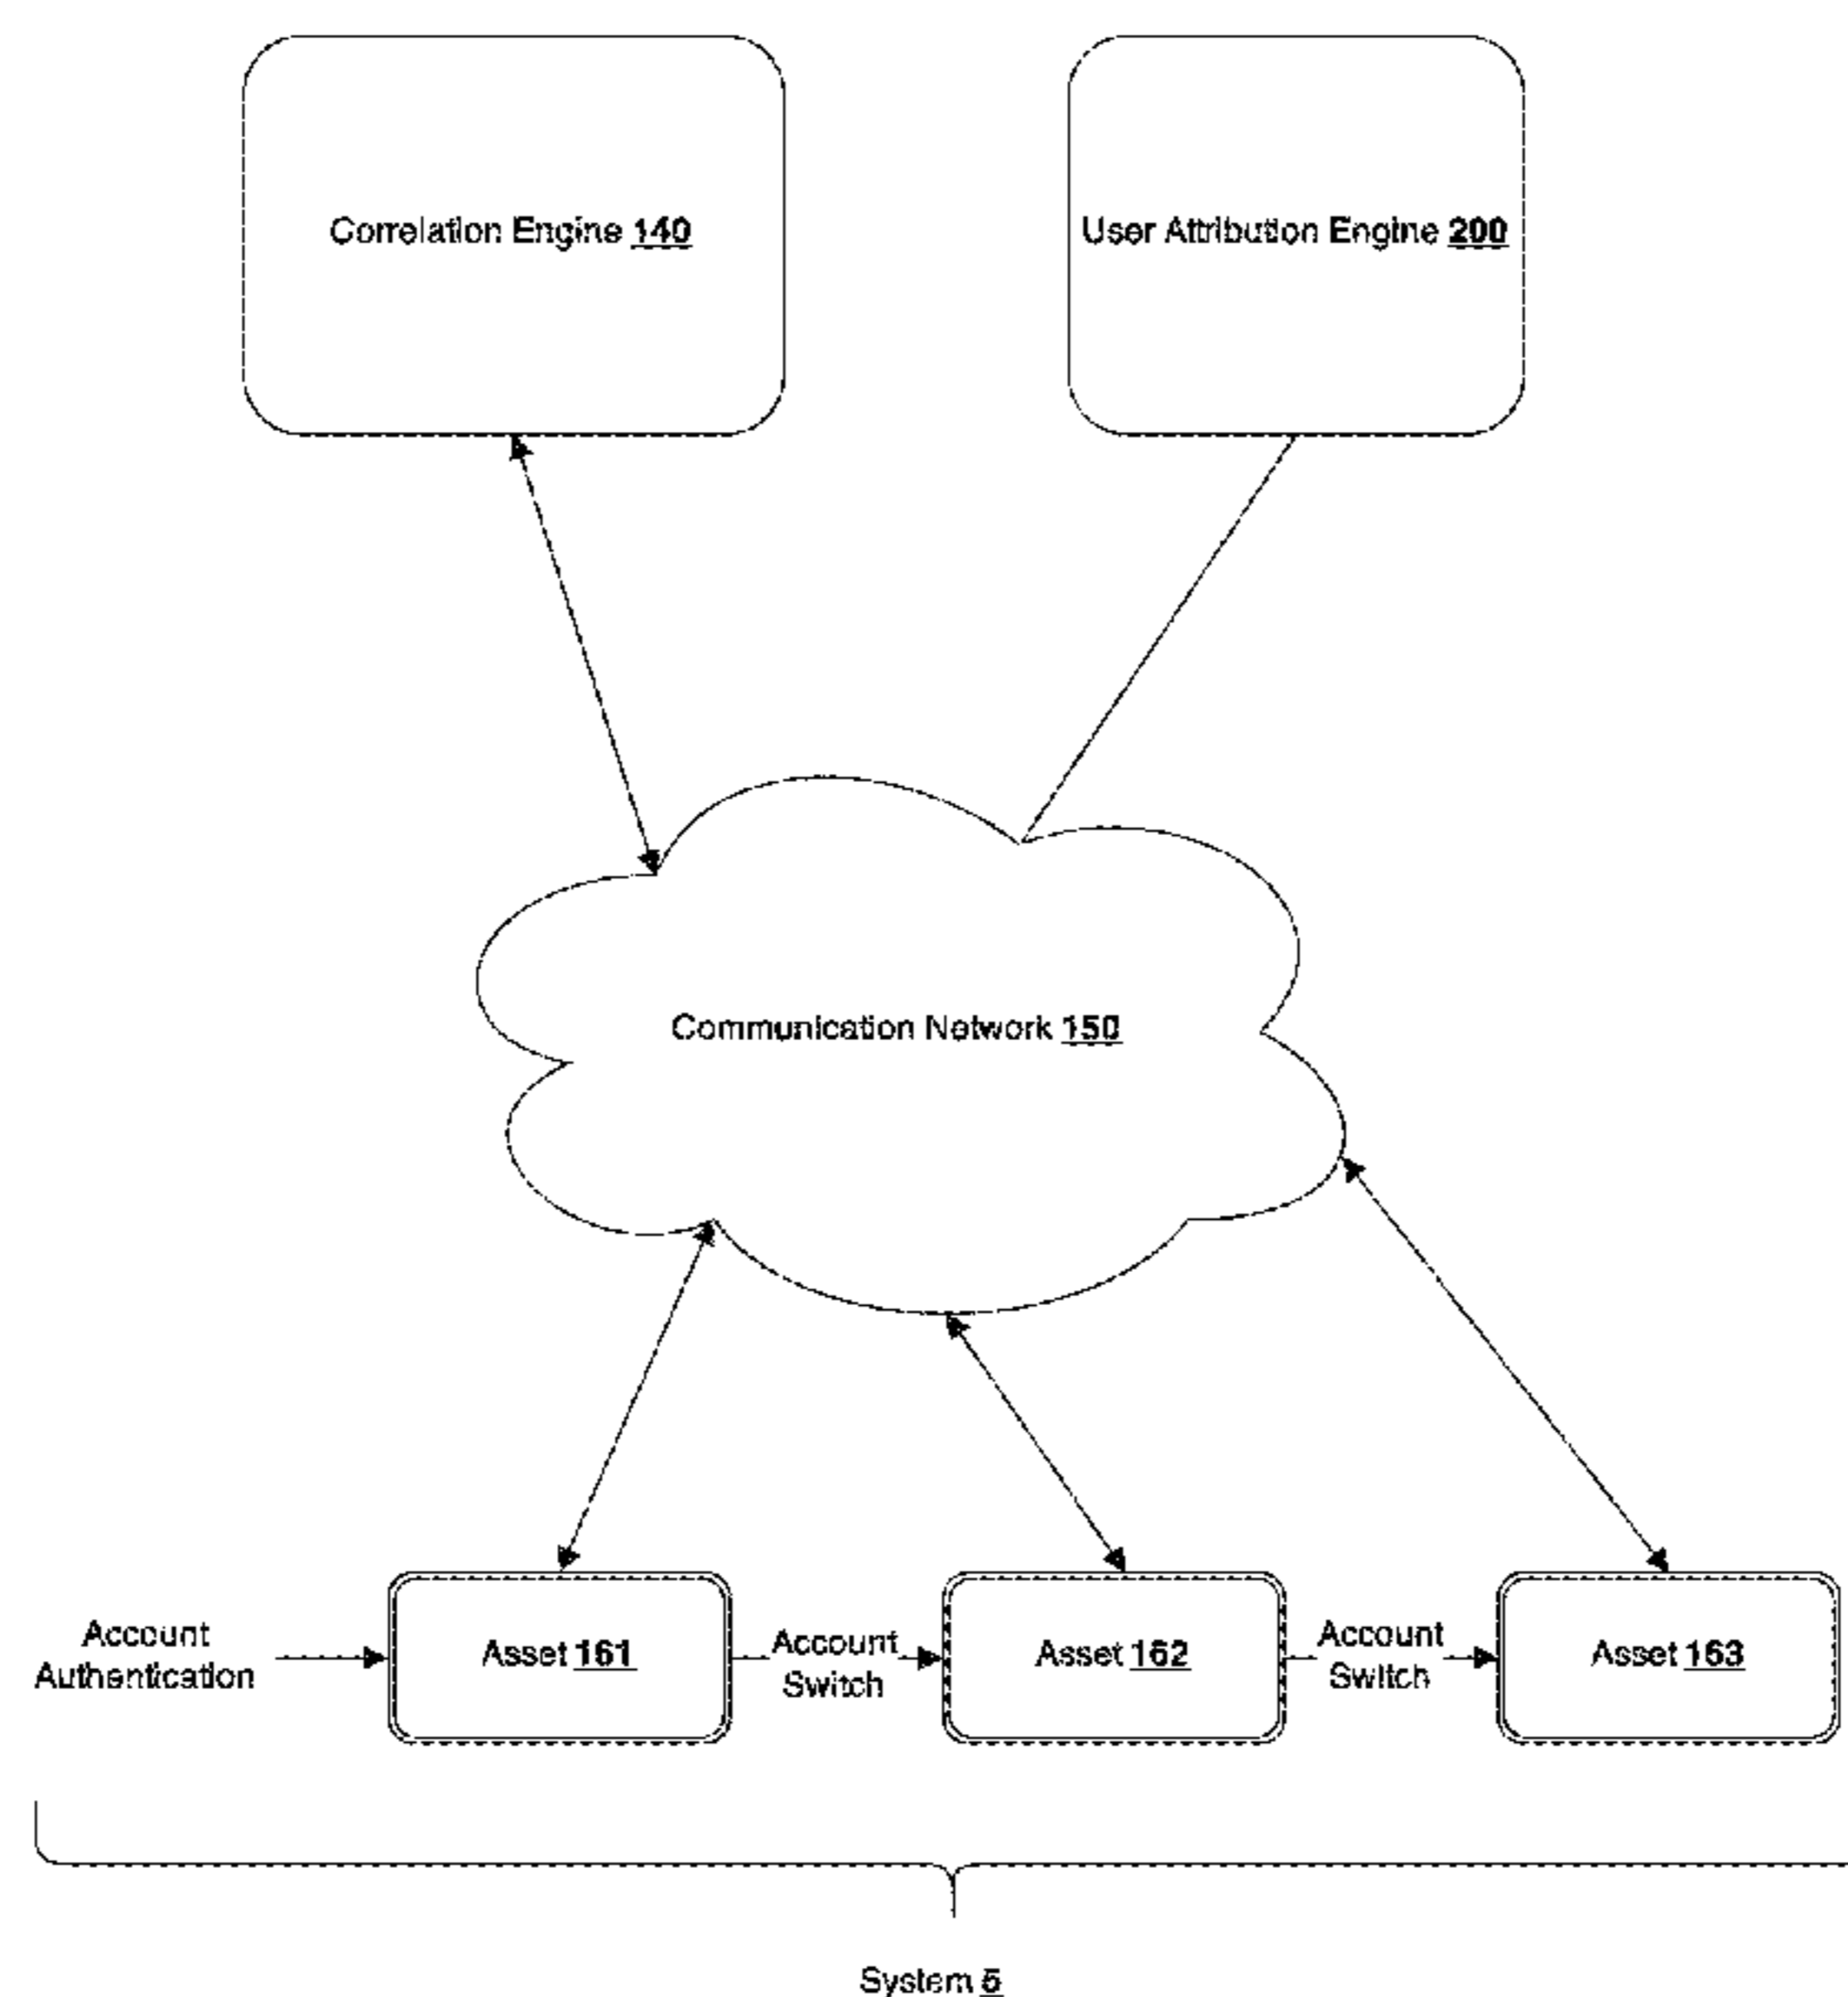 Correlation Engine 140
User Attribution Engine 200
Communication Network 150
Account
Authentication
Asset 161
Account
Switch
Asset 162
Account
Switch
Asset 163
System 5